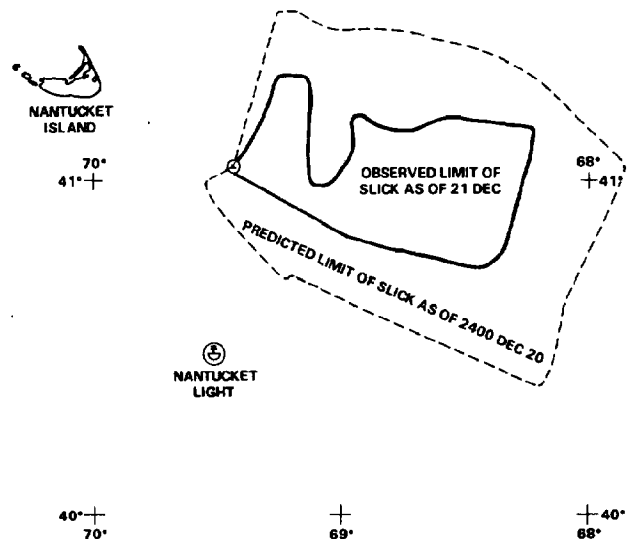 NANTUCKET
ISLAND
70°
41°
68°
41°
OBSERVED LIMIT OF
SLICK AS OF 21 DEC
PREDICTED LIMIT OF SLICK AS OF 2400 DEC 20
NANTUCKET
LIGHT
40°
70°
69°
40°
68°